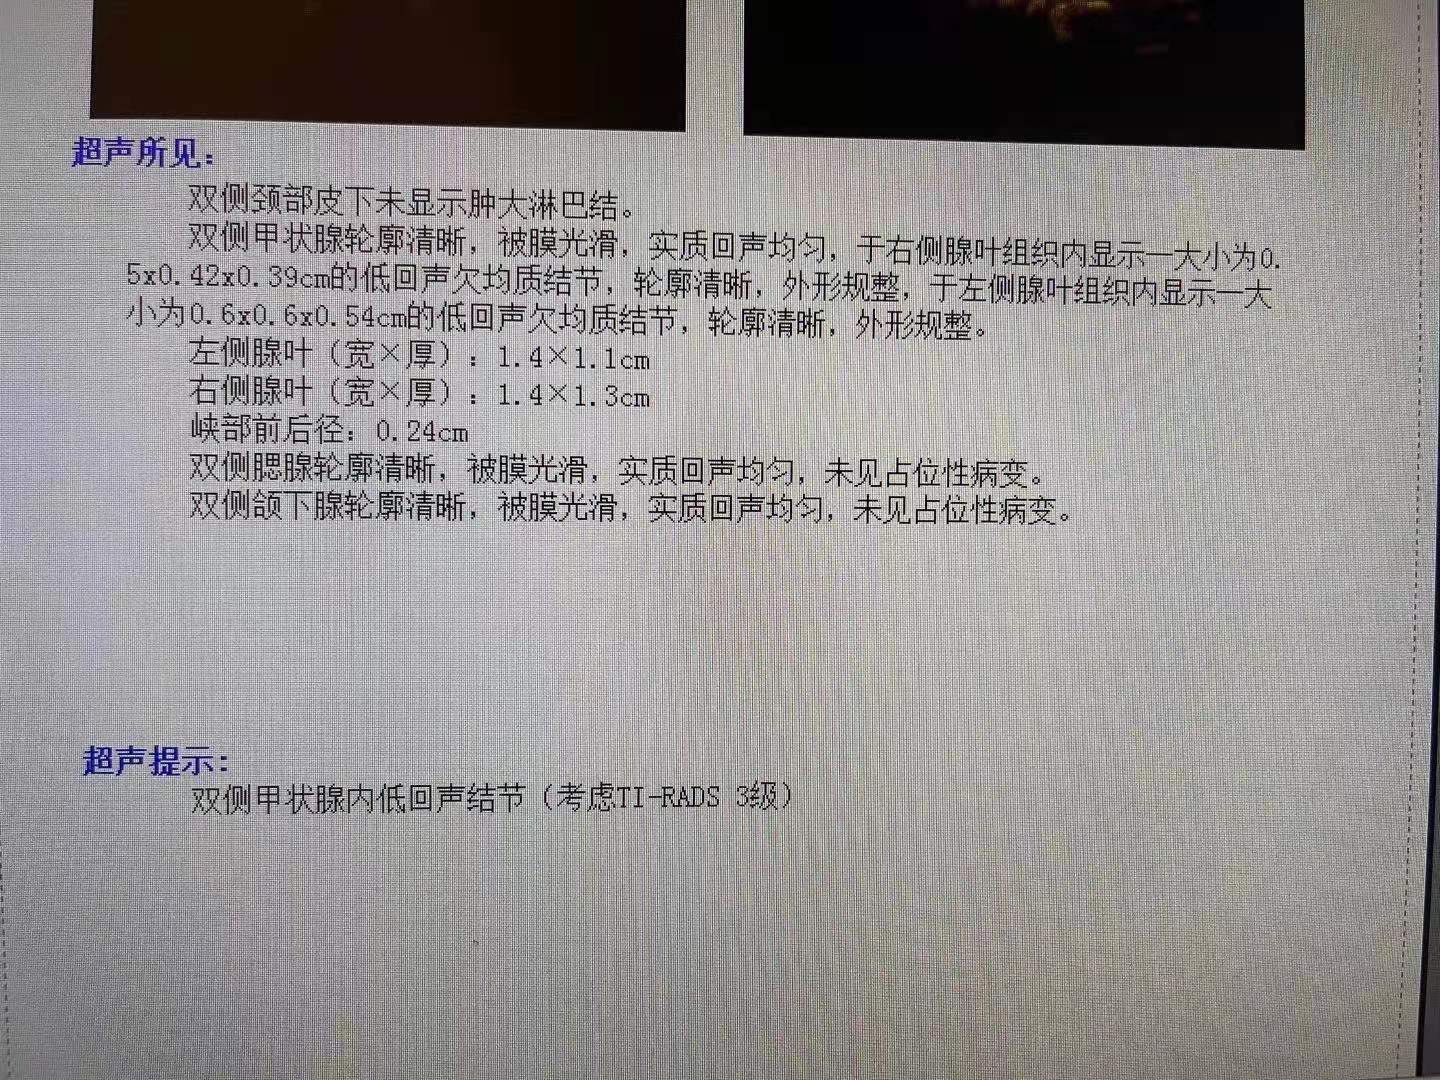 超声所见：
双侧颈部皮下未显示肿大淋巴结。
双侧甲状腺轮廓清晰，被膜光滑，实质回声均匀，于右侧腺叶组织内显示一大小为0.
5x0.42x0.39cm的低回声欠均质结节，轮廓清晰，外形规整，于左侧腺叶组织内显示一大
小为0.6x0.6x0.54cm的低回声欠均质结节，轮廓清晰，外形规整。
左侧腺叶（宽×厚）：1.4×1.1cm
右侧腺叶（宽×厚）：1.4×1.3cm
峡部前后径：0.24cm
双侧腮腺轮廓清晰，被膜光滑，实质回声均匀，未见占位性病变。
双侧颌下腺轮廓清晰，被膜光滑，实质回声均匀，未见占位性病变。
超声提示：
双侧甲状腺内低回声结节（考虑TI-RADS 3级）